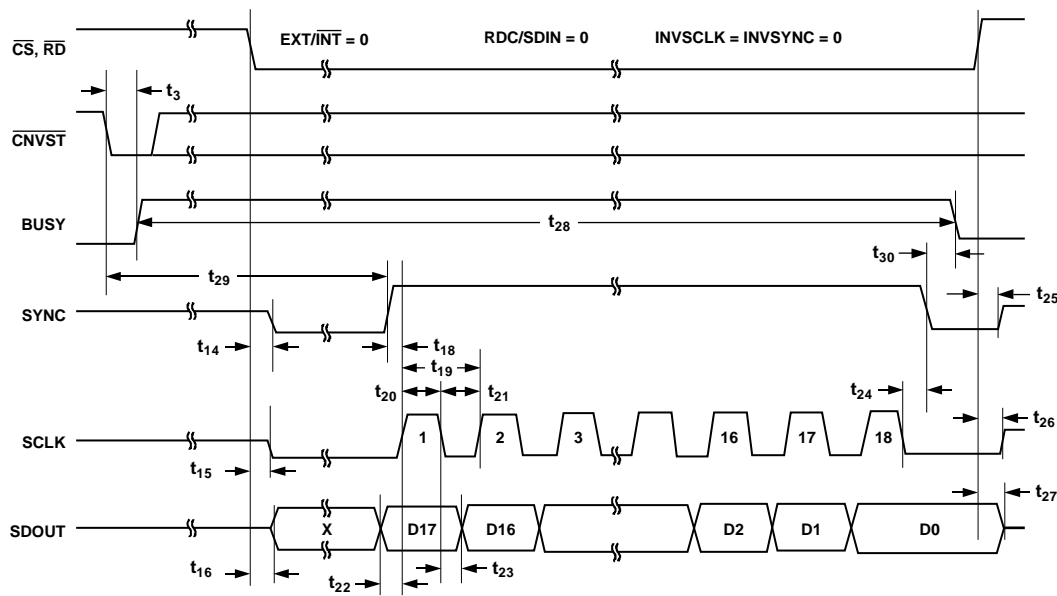 CS, RD
EXT/INT = 0 RDC/SDIN = 0 INVSCLK = INVSYNC = 0
t3
CNVST
BUSY
t28
t30
t29
t25
SYNC
t14 t18
t19
t20 t21 t24
t26
SCLK 1 2 3 16 17 18
t15
t27
SDOUT X D17 D16 D2 D1 D0
t16
t22 t23